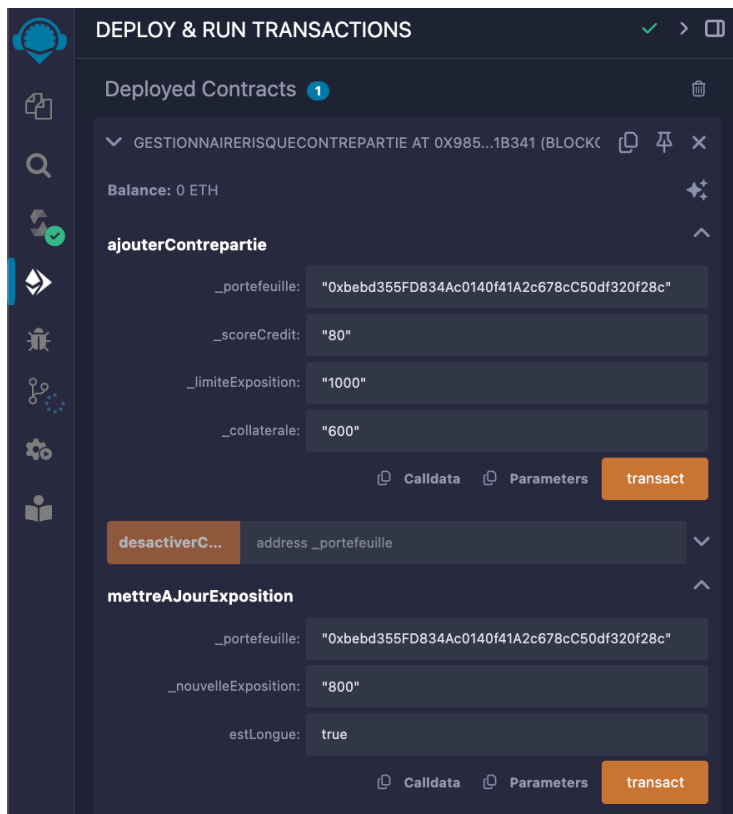 DEPLOY & RUN TRANSACTIONS
Deployed Contracts 1
GESTIONNAIRERISQUECONTREPARTIE AT 0X985...1B341 (BLOCKC
Balance: 0 ETH
ajouterContrepartie
_portefeuille: "0xbebd355FD834Ac0140f41A2c678cC50df320f28c"
_scoreCredit: "80"
_limiteExposition: "1000"
_collaterale: "600"
Calldata Parameters transact
desactiverC... address _portefeuille
mettreAJourExposition
_portefeuille: "0xbebd355FD834Ac0140f41A2c678cC50df320f28c"
_nouvelleExposition: "800"
estLongue: true
Calldata Parameters transact